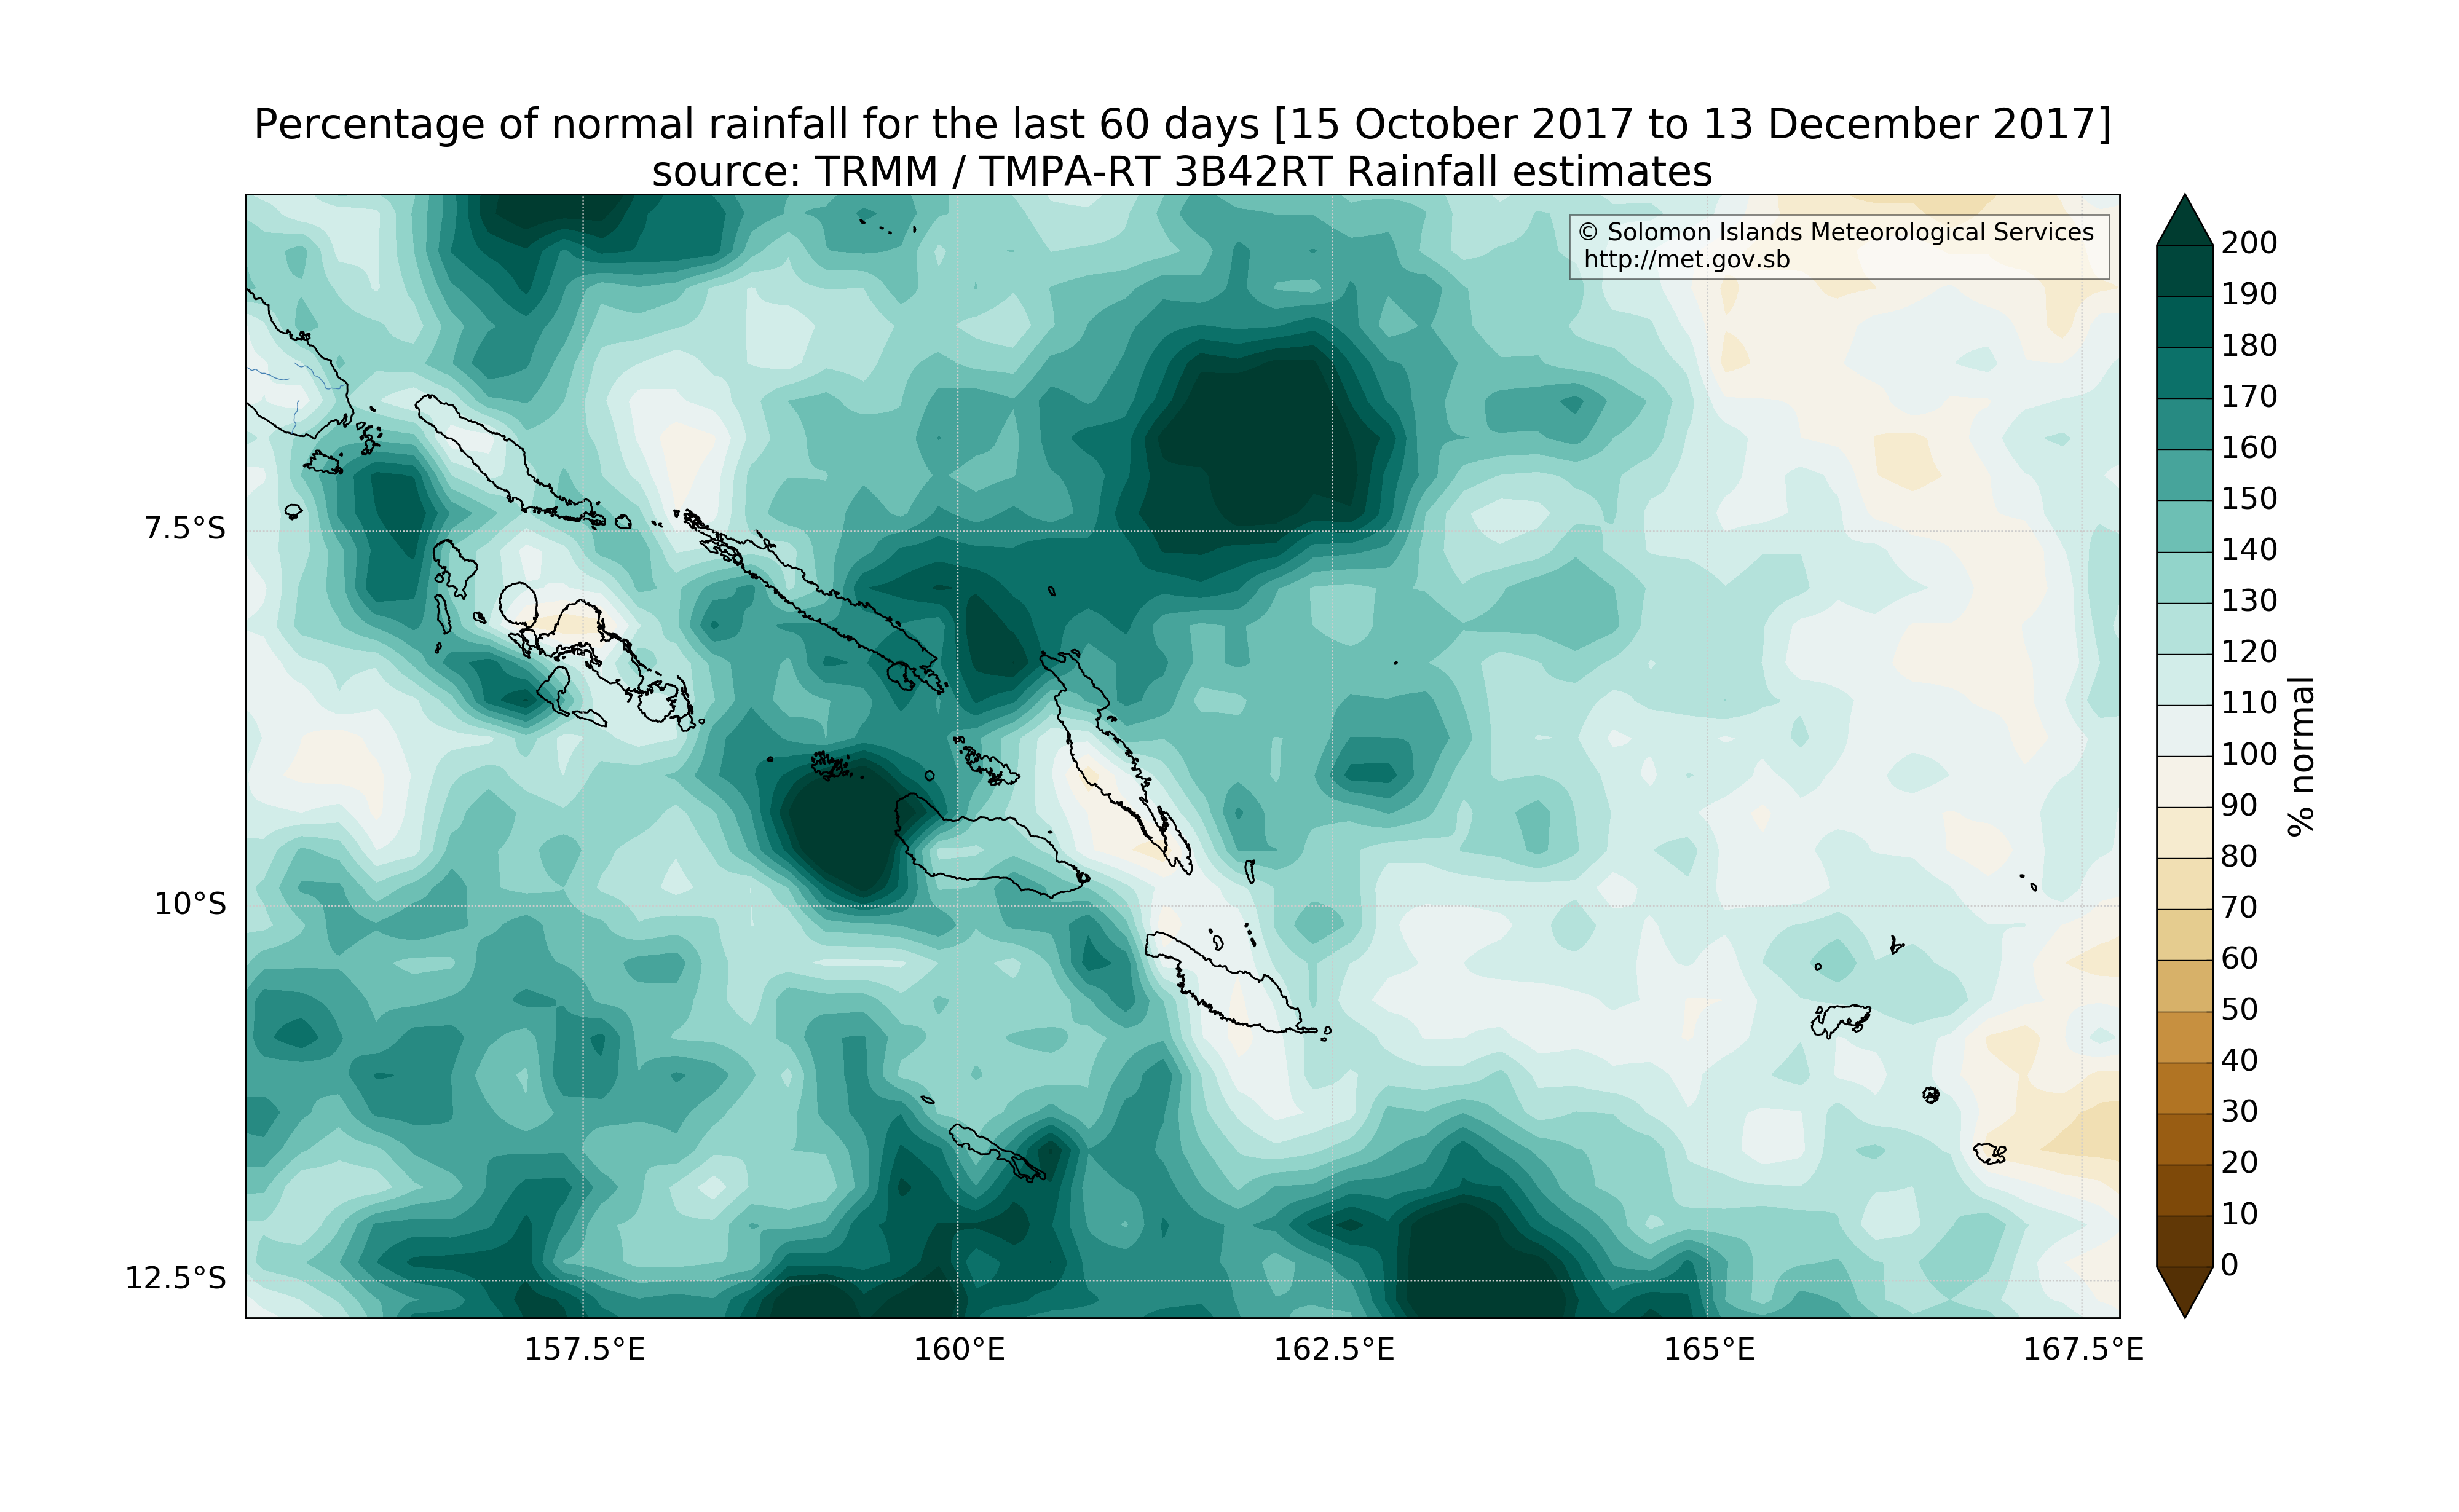 Percentage of normal rainfall for the last 60 days [15 October 2017 to 13 December 2017]
source: TRMM / TMPA-RT 3B42RT Rainfall estimates
© Solomon Islands Meteorological Services
http://met.gov.sb
7.5°S
10°S
12.5°S
157.5°E
160°E
162.5°E
165°E
167.5°E
200
190
180
170
160
150
140
130
120
110
100
90
80
70
60
50
40
30
20
10
0
% normal